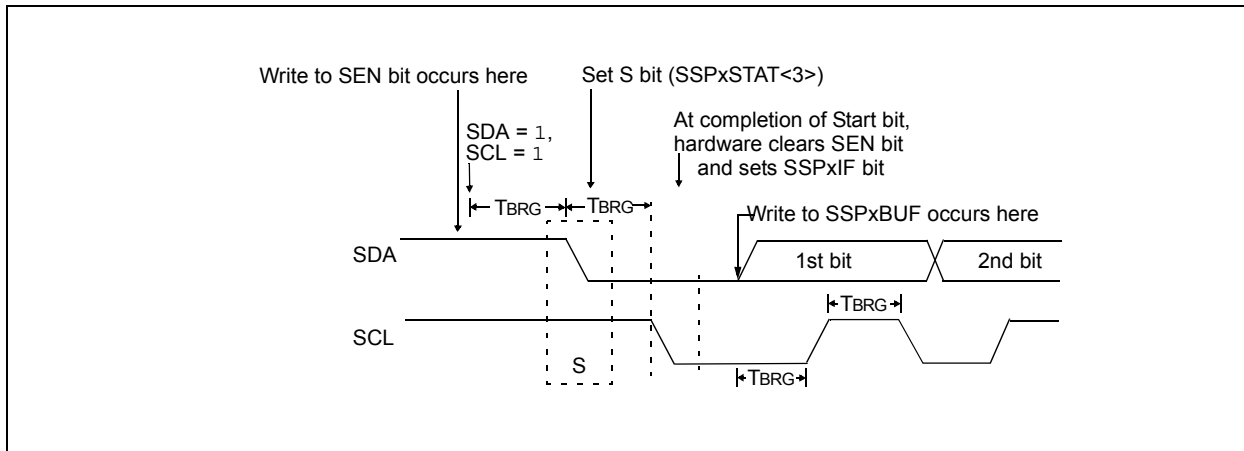 Write to SEN bit occurs here
Set S bit (SSPxSTAT<3>)
SDA = 1,
SCL = 1
At completion of Start bit,
hardware clears SEN bit
and sets SSPxIF bit
TBRG
TBRG
Write to SSPxBUF occurs here
SDA
1st bit
2nd bit
TBRG
SCL
S
TBRG